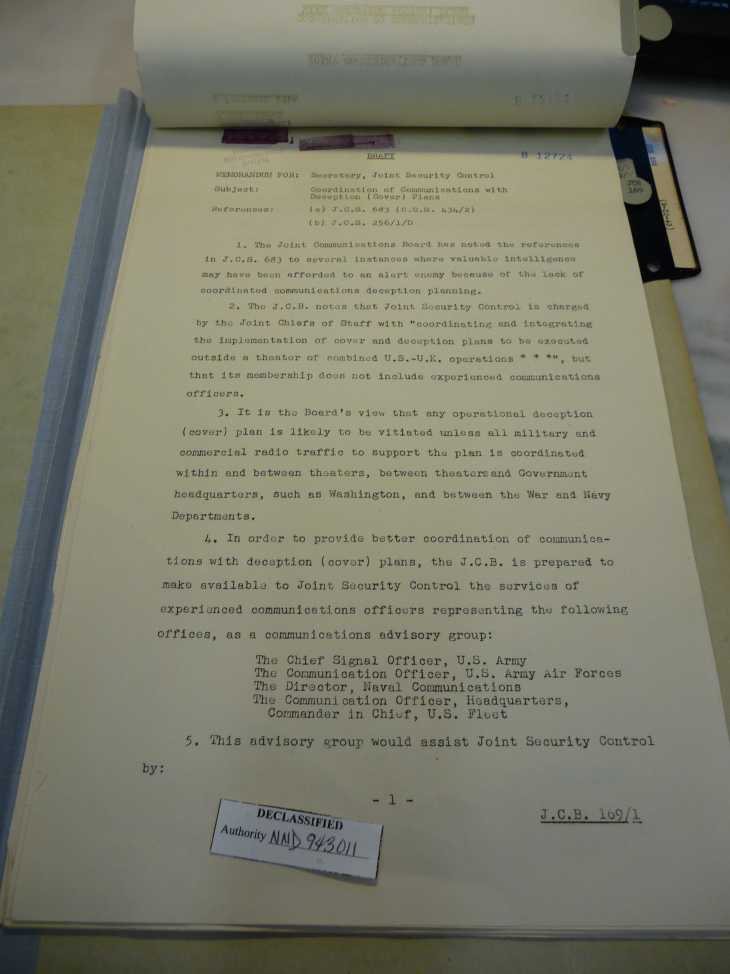 DRAFT
B 12724
MEMORANDUM FOR: Secretary, Joint Security Control
Subject: Coordination of Communications with
Deception (Cover) Plans
References: (a) J.C.S. 683 (C.C.S. 434/2)
(b) J.C.S. 256/1/D
1. The Joint Communications Board has noted the references
in J.C.S. 683 to several instances where valuable intelligence
may have been afforded to an alert enemy because of the lack of
coordinated communications deception planning.
2. The J.C.B. notes that Joint Security Control is charged
by the Joint Chiefs of Staff with "coordinating and integrating
the implementation of cover and deception plans to be executed
outside a theater of combined U.S.-U.K. operations * * *", but
that its membership does not include experienced communications
officers.
3. It is the Board's view that any operational deception
(cover) plan is likely to be vitiated unless all military and
commercial radio traffic to support the plan is coordinated
within and between theaters, between theaters and Government
headquarters, such as Washington, and between the War and Navy
Departments.
4. In order to provide better coordination of communica-
tions with deception (cover) plans, the J.C.B. is prepared to
make available to Joint Security Control the services of
experienced communications officers representing the following
offices, as a communications advisory group:
The Chief Signal Officer, U.S. Army
The Communication Officer, U.S. Army Air Forces
The Director, Naval Communications
The Communication Officer, Headquarters,
Commander in Chief, U.S. Fleet
5. This advisory group would assist Joint Security Control
by:
- 1 -
J.C.B. 169/1
DECLASSIFIED
Authority NND 943011
JCB
169